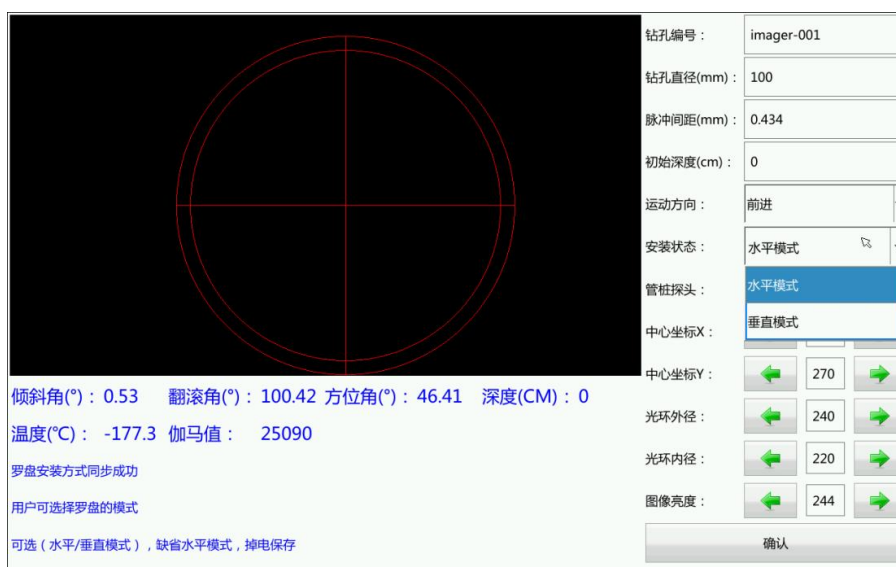 钻孔编号： imager-001
钻孔直径(mm)： 100
脉冲间距(mm)： 0.434
初始深度(cm)： 0
运动方向： 前进
安装状态： 水平模式
管桩探头： 水平模式
垂直模式
中心坐标X：
中心坐标Y： 270
光环外径： 240
光环内径： 220
图像亮度： 244
确认
倾斜角(°)： 0.53 翻滚角(°)： 100.42 方位角(°)： 46.41 深度(CM)： 0
温度(℃)： -177.3 伽马值： 25090
罗盘安装方式同步成功
用户可选择罗盘的模式
可选（水平/垂直模式），缺省水平模式，掉电保存